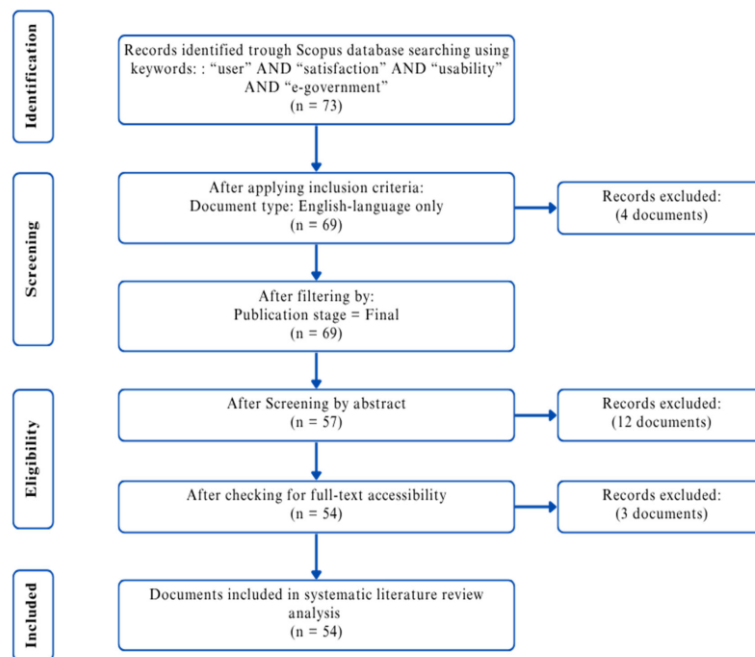 Identification
Records identified trough Scopus database searching using
keywords: : “user” AND “satisfaction” AND “usability”
AND “e-government”
(n = 73)
Screening
After applying inclusion criteria:
Document type: English-language only
(n = 69)
Records excluded:
(4 documents)
After filtering by:
Publication stage = Final
(n = 69)
Eligibility
After Screening by abstract
(n = 57)
Records excluded:
(12 documents)
After checking for full-text accessibility
(n = 54)
Records excluded:
(3 documents)
Included
Documents included in systematic literature review
analysis
(n = 54)